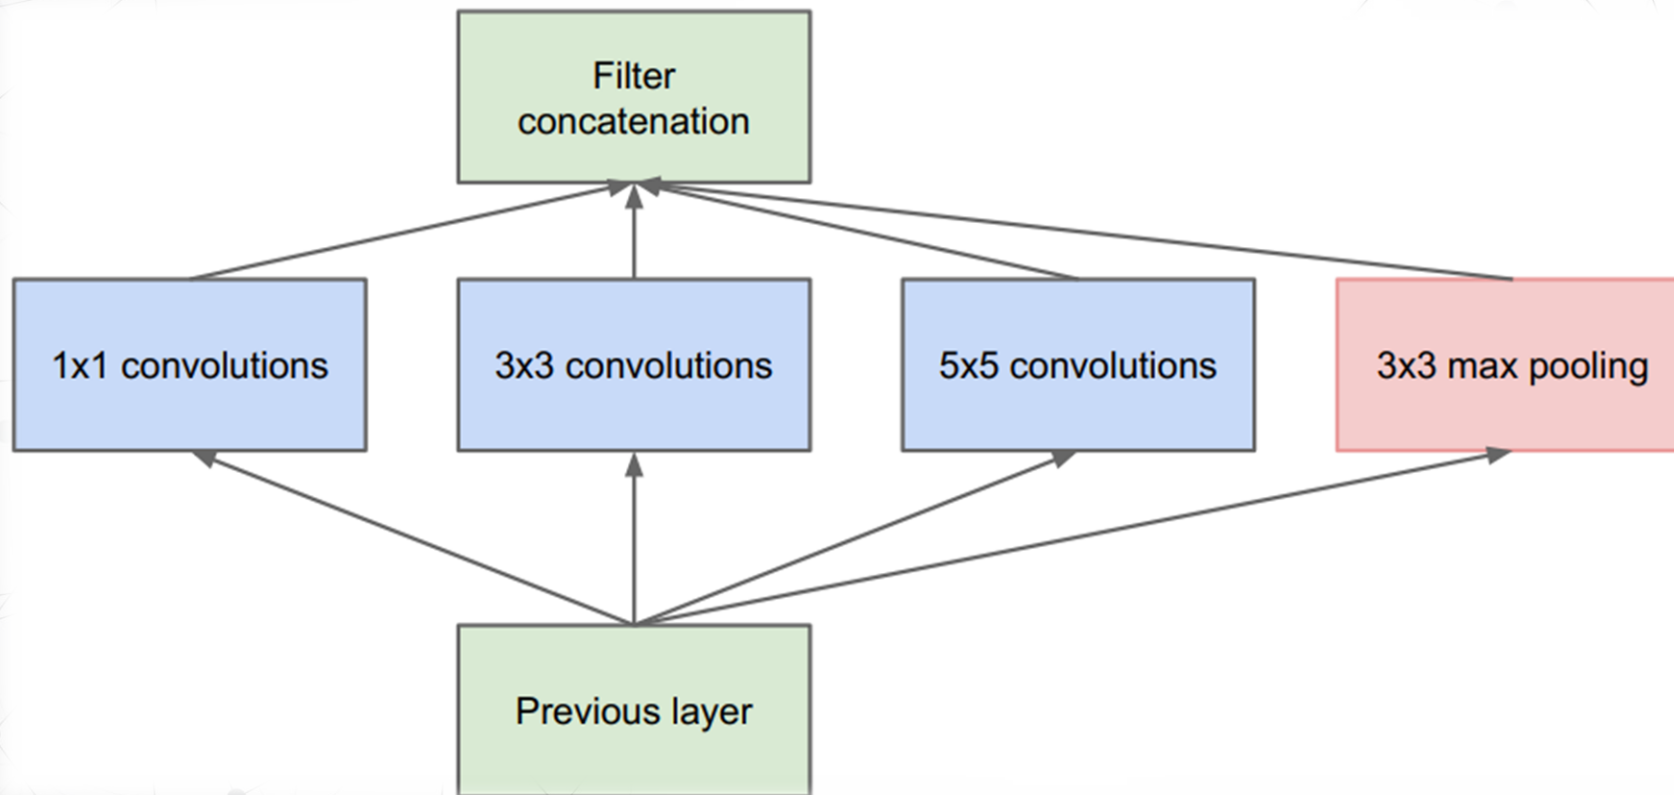 Filter
concatenation
1x1 convolutions
3x3 convolutions
5x5 convolutions
3x3 max pooling
Previous layer